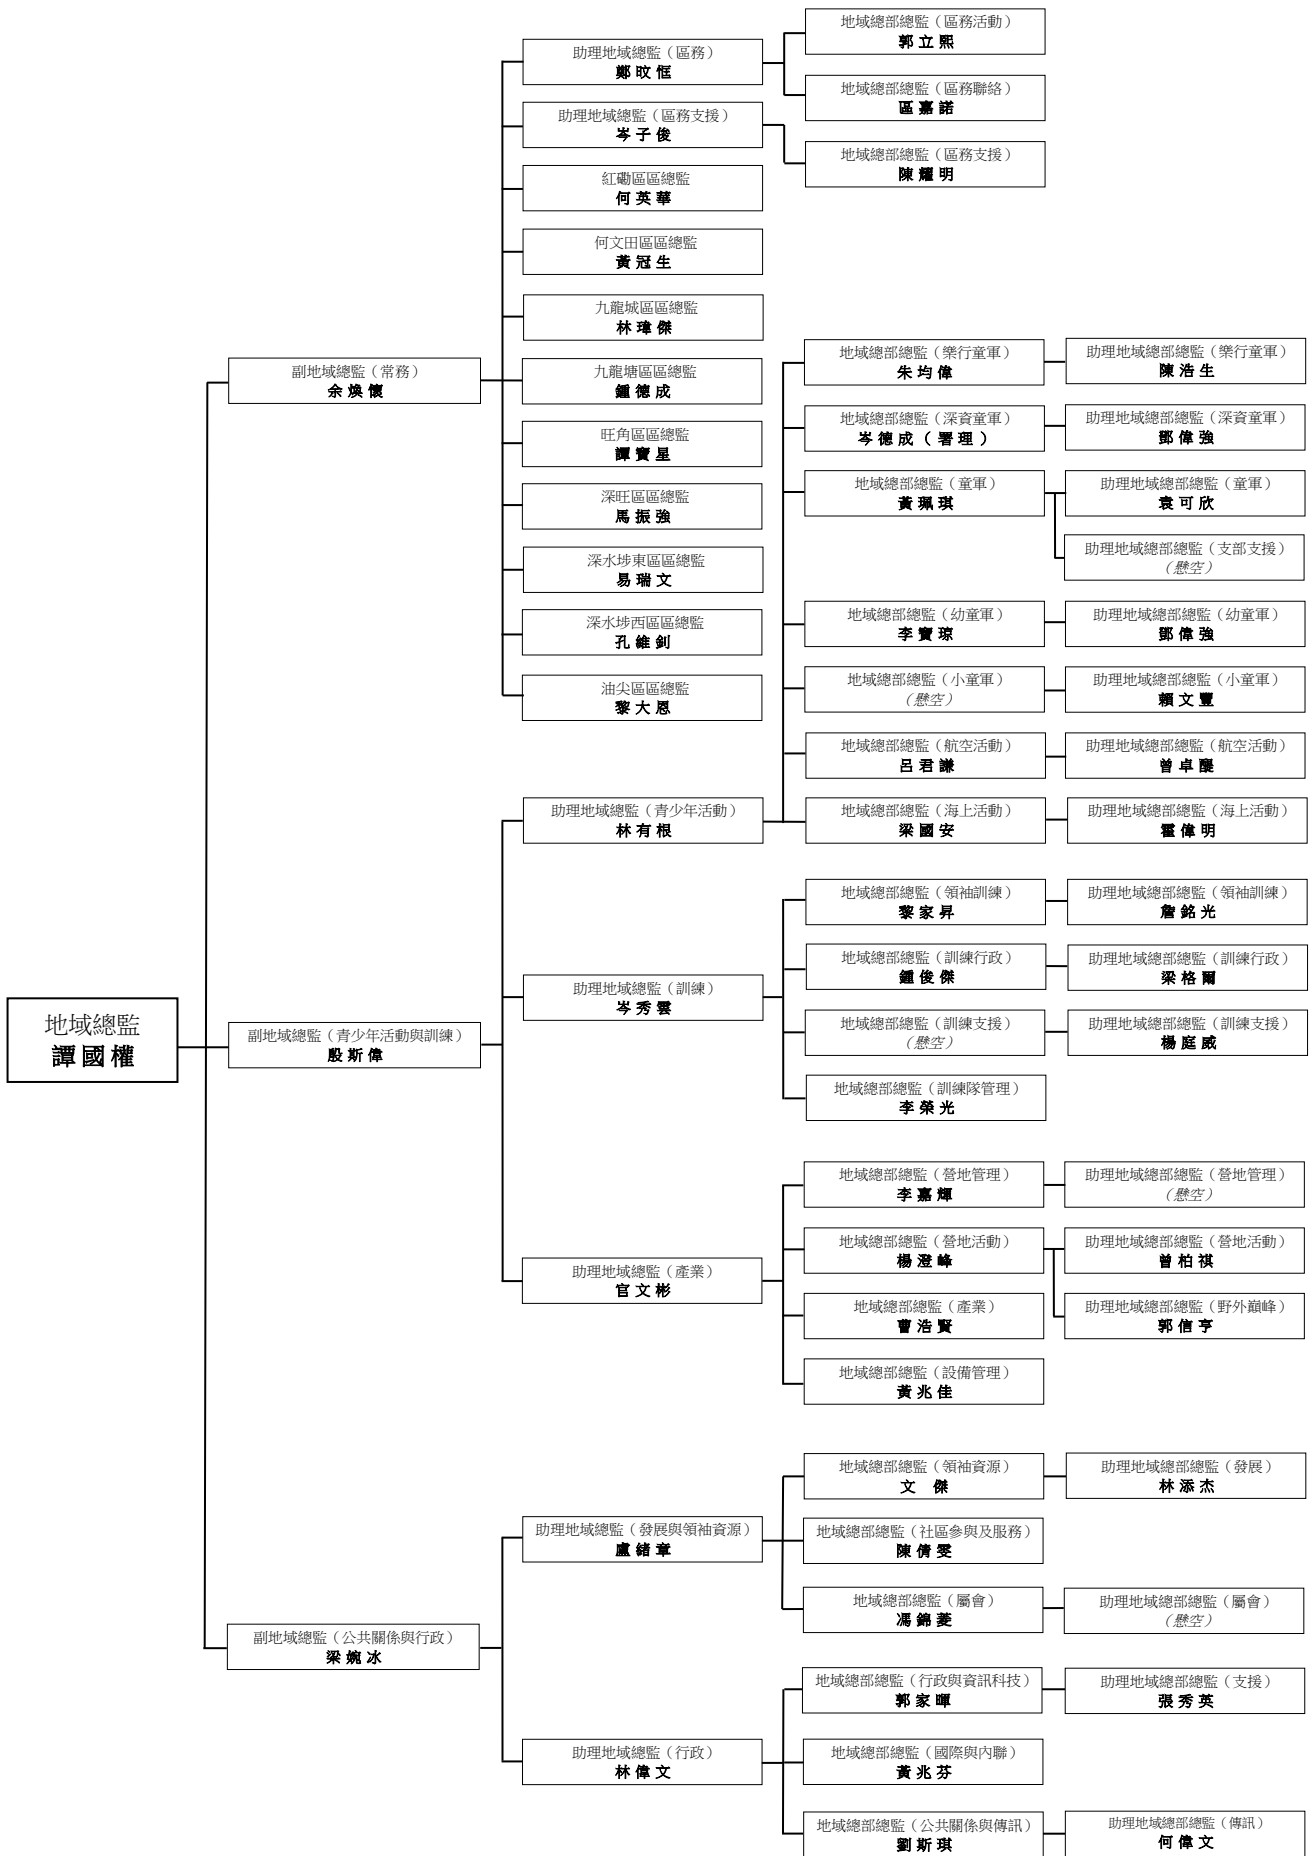 地域總監
譚國權
副地域總監（常務）
余煥懷
助理地域總監（區務）
鄭旼恆
地域總部總監（區務活動）
郭立熙
地域總部總監（區務聯絡）
區嘉諾
助理地域總監（區務支援）
岑子俊
地域總部總監（區務支援）
陳耀明
紅磡區區總監
何英華
何文田區區總監
黃冠生
九龍城區區總監
林瑋傑
九龍塘區區總監
鍾德成
旺角區區總監
譚寶星
深旺區區總監
馬振強
深水埗東區區總監
易瑞文
深水埗西區區總監
孔維釗
油尖區區總監
黎大恩
副地域總監（青少年活動與訓練）
殷斯偉
助理地域總監（青少年活動）
林有根
地域總部總監（樂行童軍）
朱均偉
助理地域總部總監（樂行童軍）
陳浩生
地域總部總監（深資童軍）
岑德成（署理）
助理地域總部總監（深資童軍）
鄧偉強
地域總部總監（童軍）
黃珮琪
助理地域總部總監（童軍）
袁可欣
助理地域總部總監（支部支援）
（懸空）
地域總部總監（幼童軍）
李寶琼
助理地域總部總監（幼童軍）
鄧偉強
地域總部總監（小童軍）
（懸空）
助理地域總部總監（小童軍）
賴文豐
地域總部總監（航空活動）
呂君謙
助理地域總部總監（航空活動）
曾卓
地域總部總監（海上活動）
梁國安
助理地域總部總監（海上活動）
霍偉明
助理地域總監（訓練）
岑秀雲
地域總部總監（領袖訓練）
黎家昇
助理地域總部總監（領袖訓練）
詹銘光
地域總部總監（訓練行政）
鍾俊傑
助理地域總部總監（訓練行政）
梁格爾
地域總部總監（訓練支援）
（懸空）
助理地域總部總監（訓練支援）
楊庭威
地域總部總監（訓練隊管理）
李榮光
助理地域總監（產業）
官文彬
地域總部總監（營地管理）
李嘉輝
助理地域總部總監（營地管理）
（懸空）
地域總部總監（營地活動）
楊澄峰
助理地域總部總監（營地活動）
曾柏祺
助理地域總部總監（野外巔峰）
郭信亨
地域總部總監（產業）
曹浩賢
地域總部總監（設備管理）
黃兆佳
副地域總監（公共關係與行政）
梁婉冰
助理地域總監（發展與領袖資源）
盧緒章
地域總部總監（領袖資源）
文　傑
助理地域總部總監（發展）
林添杰
地域總部總監（社區參與及服務）
陳倩雯
地域總部總監（屬會）
馮錦菱
助理地域總部總監（屬會）
（懸空）
助理地域總監（行政）
林偉文
地域總部總監（行政與資訊科技）
郭家暉
助理地域總部總監（支援）
張秀英
地域總部總監（國際與內聯）
黃兆芬
地域總部總監（公共關係與傳訊）
劉斯琪
助理地域總部總監（傳訊）
何偉文